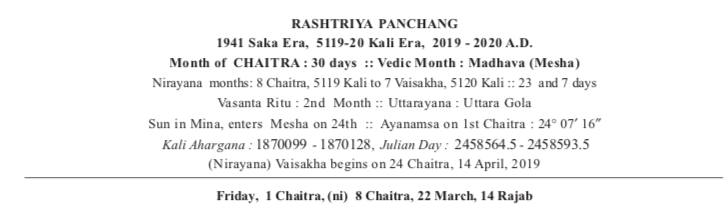 RASHTRIYA PANCHANG
1941 Saka Era, 5119-20 Kali Era, 2019 - 2020 A.D.
Month of CHAITRA : 30 days :: Vedic Month : Madhava (Mesha)
Nirayana months: 8 Chaitra, 5119 Kali to 7 Vaisakha, 5120 Kali :: 23 and 7 days
Vasanta Ritu : 2nd Month :: Uttarayana : Uttara Gola
Sun in Mina, enters Mesha on 24th :: Ayanamsa on 1st Chaitra : 24° 07′ 16″
Kali Ahargana : 1870099 - 1870128, Julian Day : 2458564.5 - 2458593.5
(Nirayana) Vaisakha begins on 24 Chaitra, 14 April, 2019
Friday, 1 Chaitra, (ni) 8 Chaitra, 22 March, 14 Rajab